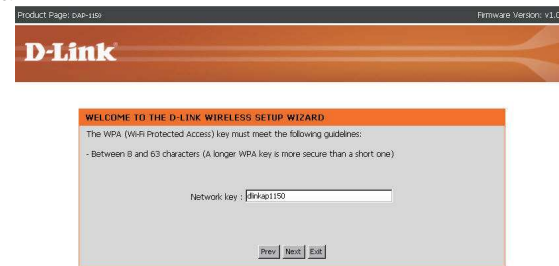 Product Page: DAP-1150 Firmware Version: v1.0
D-Link
WELCOME TO THE D-LINK WIRELESS SETUP WIZARD
The WPA (Wi-Fi Protected Access) key must meet the following guidelines:
- Between 8 and 63 characters (A longer WPA key is more secure than a short one)
Network key : dlinkap1150
Prev Next Exit